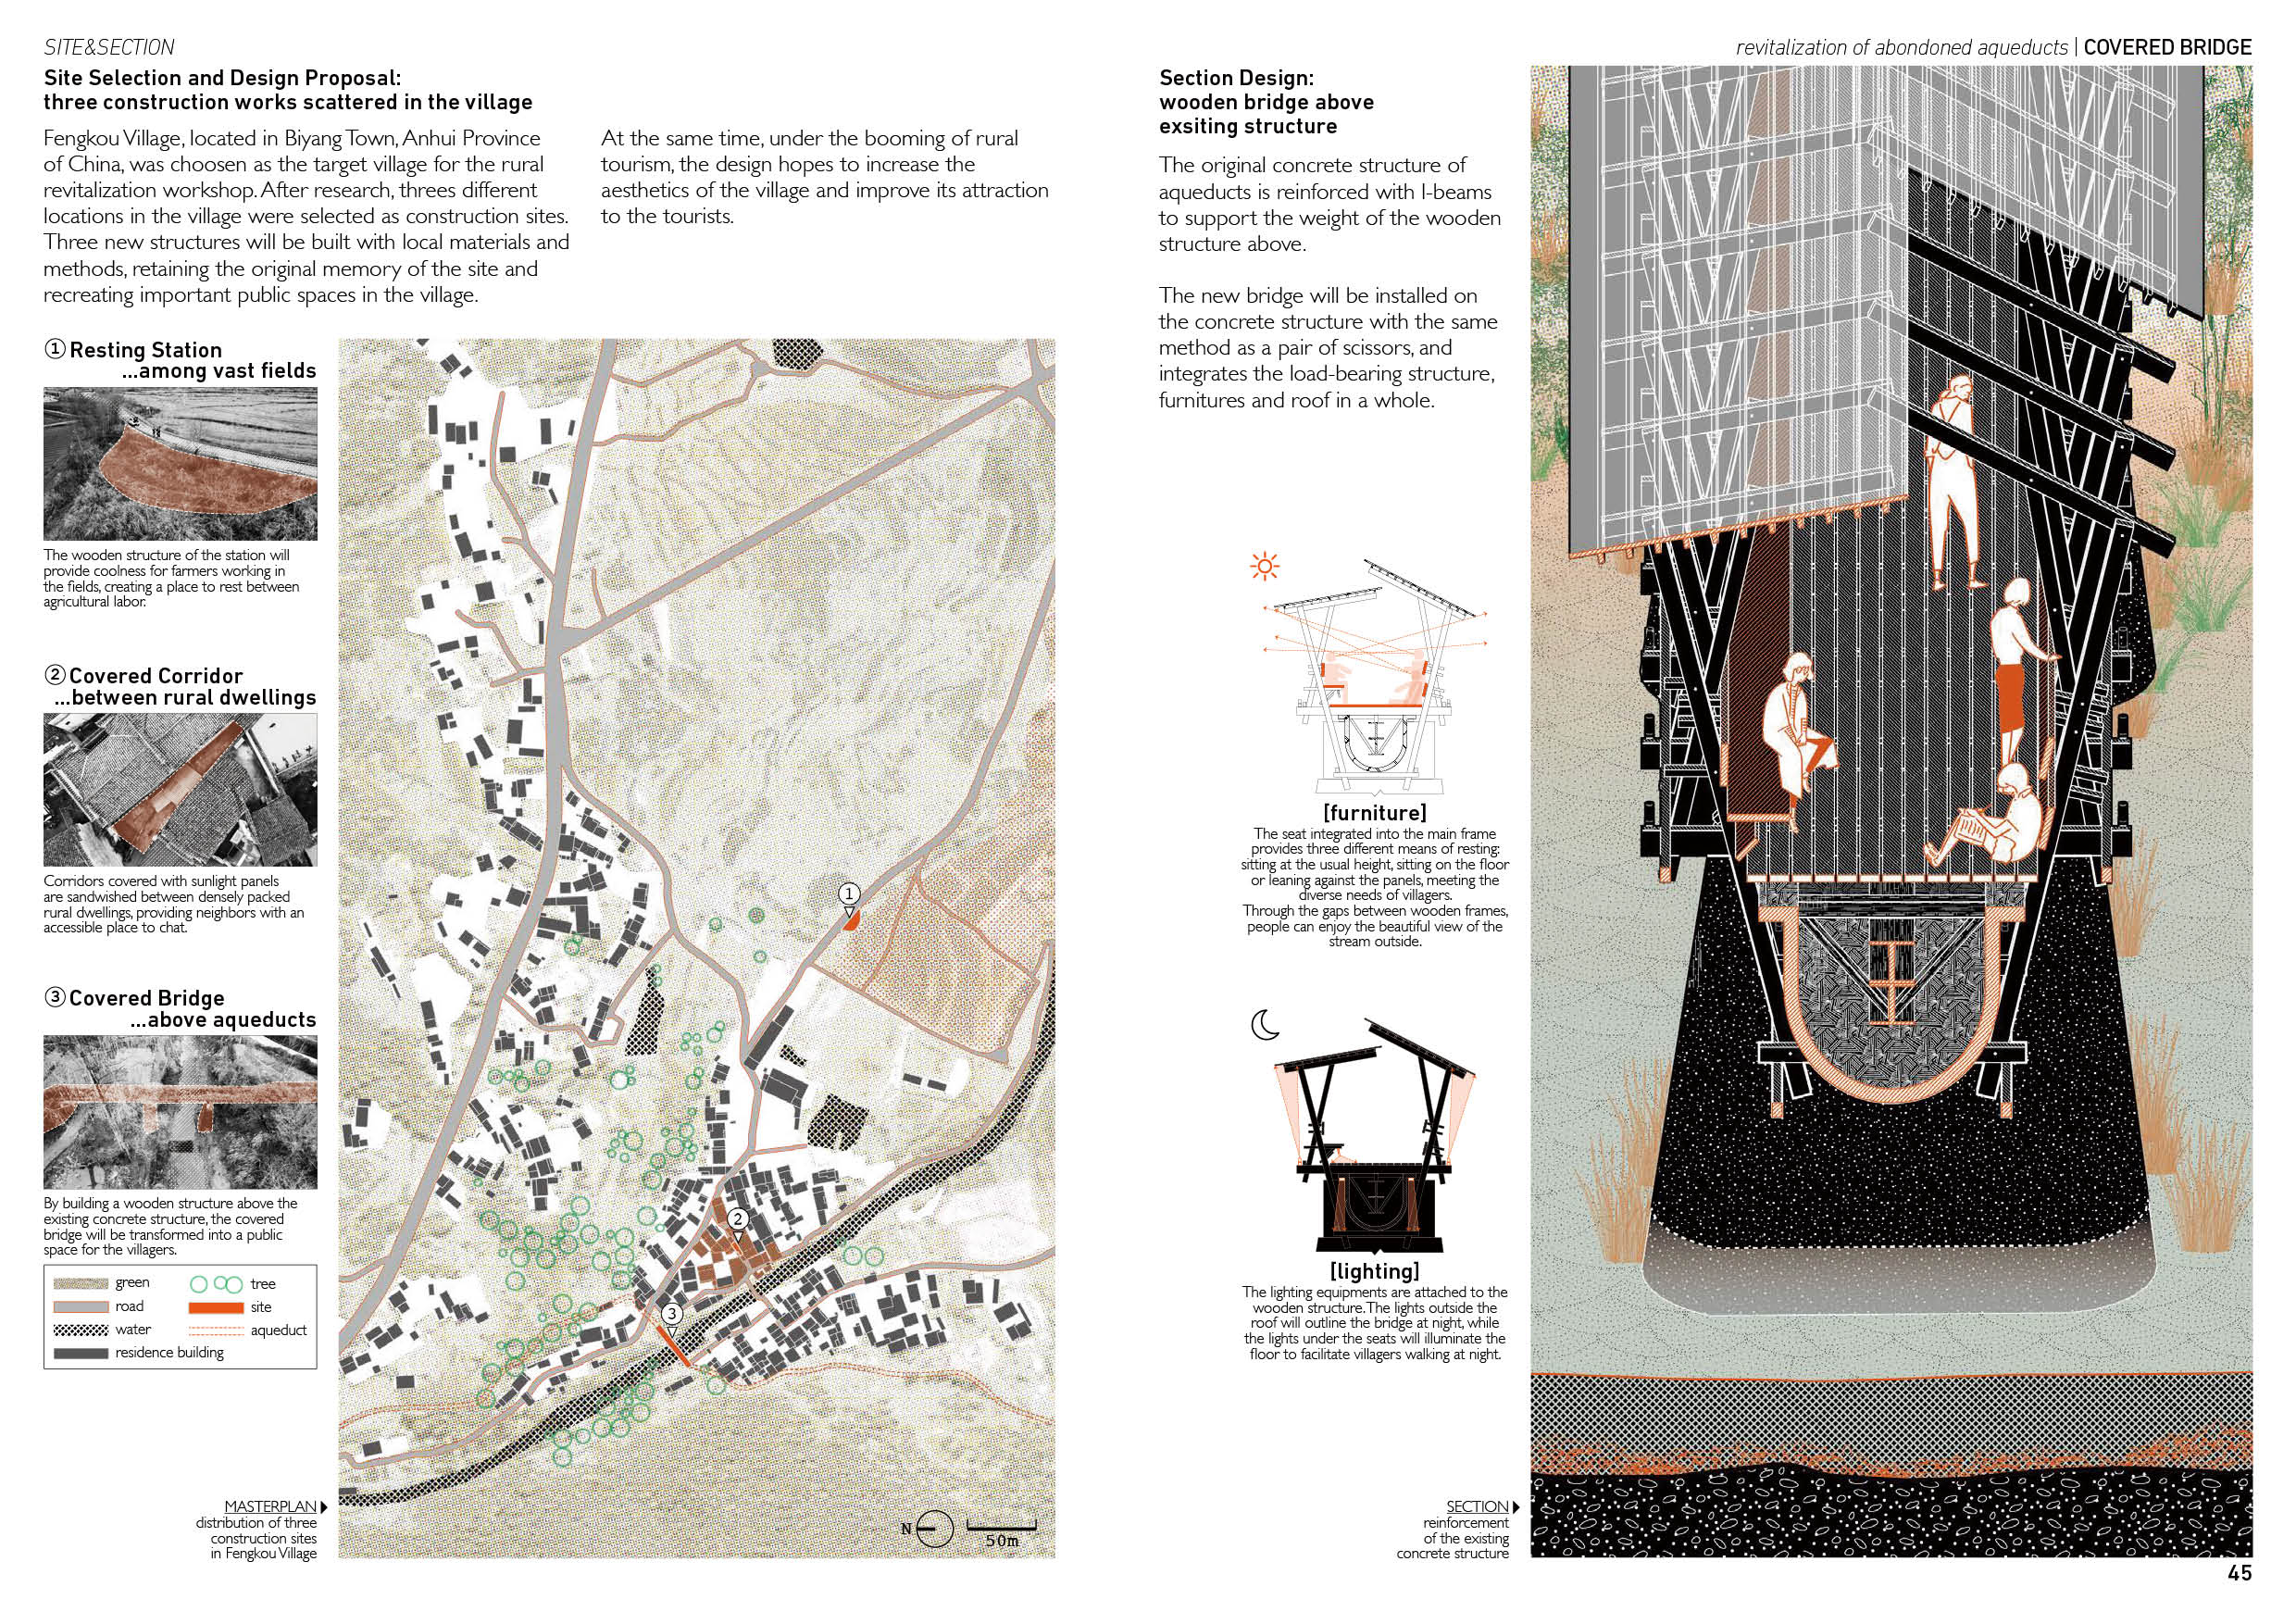 SITE&SECTION
Site Selection and Design Proposal:
three construction works scattered in the village
Fengkou Village, located in Biyang Town, Anhui Province
of China, was choosen as the target village for the rural
revitalization workshop. After research, threes different
locations in the village were selected as construction sites.
Three new structures will be built with local materials and
methods, retaining the original memory of the site and
recreating important public spaces in the village.
At the same time, under the booming of rural
tourism, the design hopes to increase the
aesthetics of the village and improve its attraction
to the tourists.
① Resting Station
...among vast fields
The wooden structure of the station will
provide coolness for farmers working in
the fields, creating a place to rest between
agricultural labor.
② Covered Corridor
...between rural dwellings
Corridors covered with sunlight panels
are sandwished between densely packed
rural dwellings, providing neighbors with an
accessible place to chat.
③ Covered Bridge
...above aqueducts
By building a wooden structure above the
existing concrete structure, the covered
bridge will be transformed into a public
space for the villagers.
green
tree
road
site
water
aqueduct
residence building
MASTERPLAN
distribution of three
construction sites
in Fengkou Village
1
2
3
N
50m
revitalization of abondoned aqueducts | COVERED BRIDGE
Section Design:
wooden bridge above
exsiting structure
The original concrete structure of
aqueducts is reinforced with I-beams
to support the weight of the wooden
structure above.
The new bridge will be installed on
the concrete structure with the same
method as a pair of scissors, and
integrates the load-bearing structure,
furnitures and roof in a whole.
[furniture]
The seat integrated into the main frame
provides three different means of resting:
sitting at the usual height, sitting on the floor
or leaning against the panels, meeting the
diverse needs of villagers.
Through the gaps between wooden frames,
people can enjoy the beautiful view of the
stream outside.
[lighting]
The lighting equipments are attached to the
wooden structure. The lights outside the
roof will outline the bridge at night, while
the lights under the seats will illuminate the
floor to facilitate villagers walking at night.
SECTION
reinforcement
of the existing
concrete structure
45